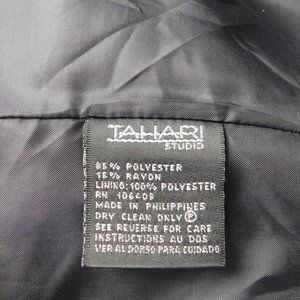 TAHARI
STUDIO
85% POLYESTER
15% RAYON
LINING: 100% POLYESTER
RN 106409
MADE IN PHILIPPINES
DRY CLEAN ONLY Ⓟ
SEE REVERSE FOR CARE
INSTRUCTIONS AU DOS
VER AL DORSO PARA CUIDADO